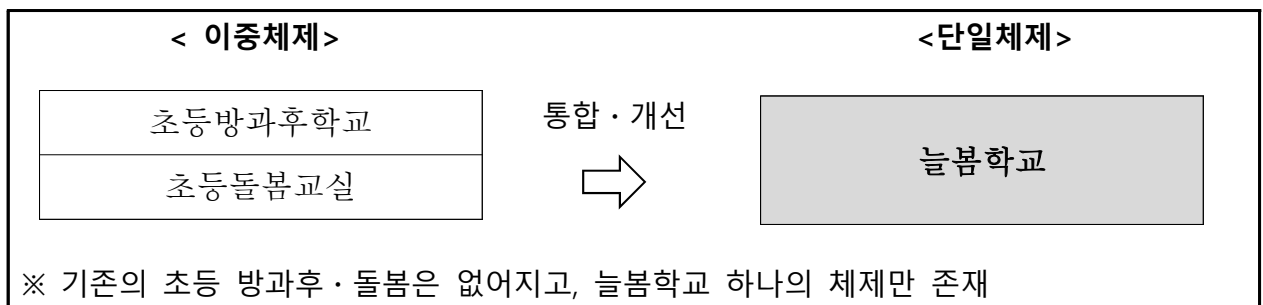 < 이중체제>
<단일체제>
초등방과후학교
초등돌봄교실
통합・개선
늘봄학교
※ 기존의 초등 방과후・돌봄은 없어지고, 늘봄학교 하나의 체제만 존재